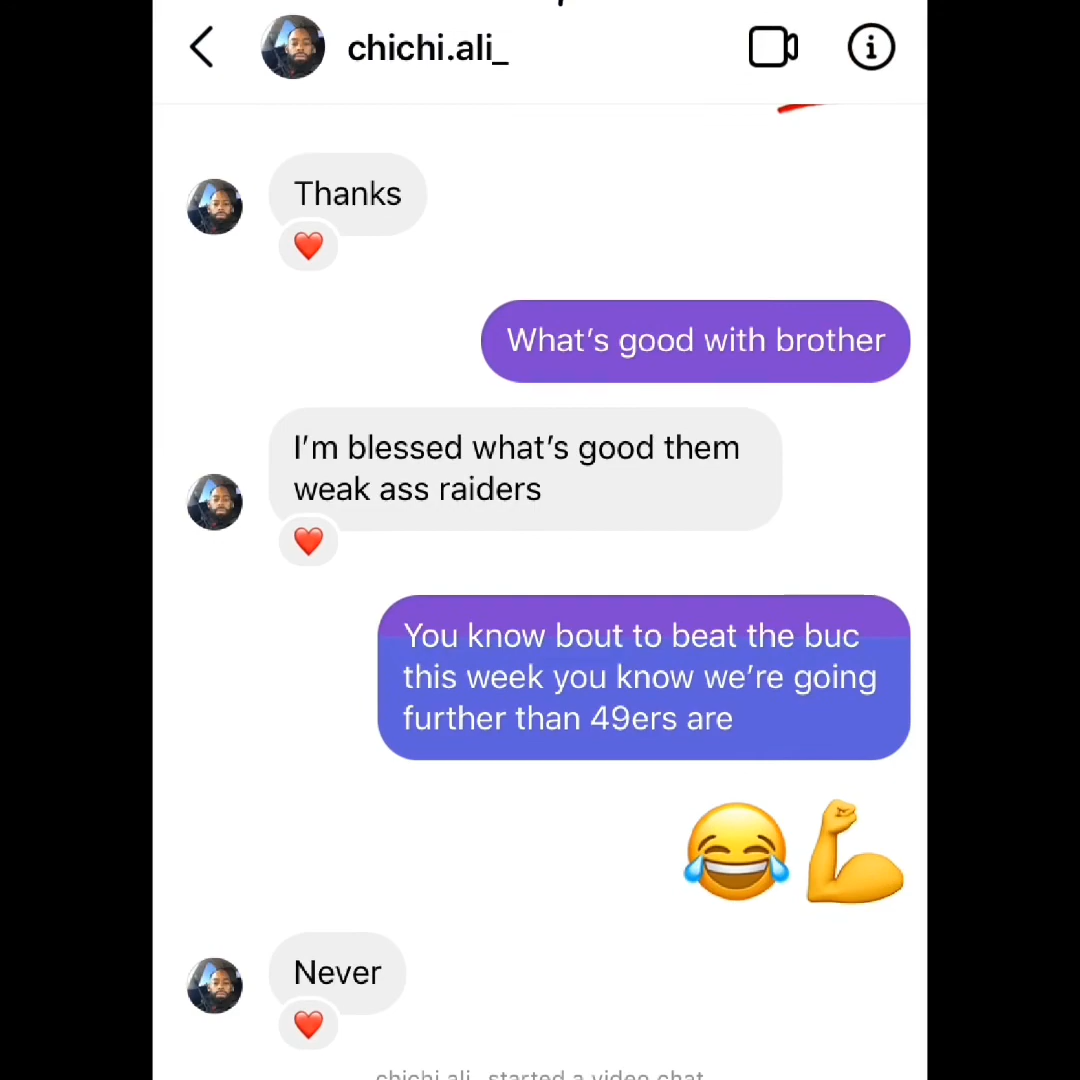 chichi.ali_
Thanks
What's good with brother
I'm blessed what's good them
weak ass raiders
You know bout to beat the buc
this week you know we're going
further than 49ers are
Never
chichi.ali_ started a video chat